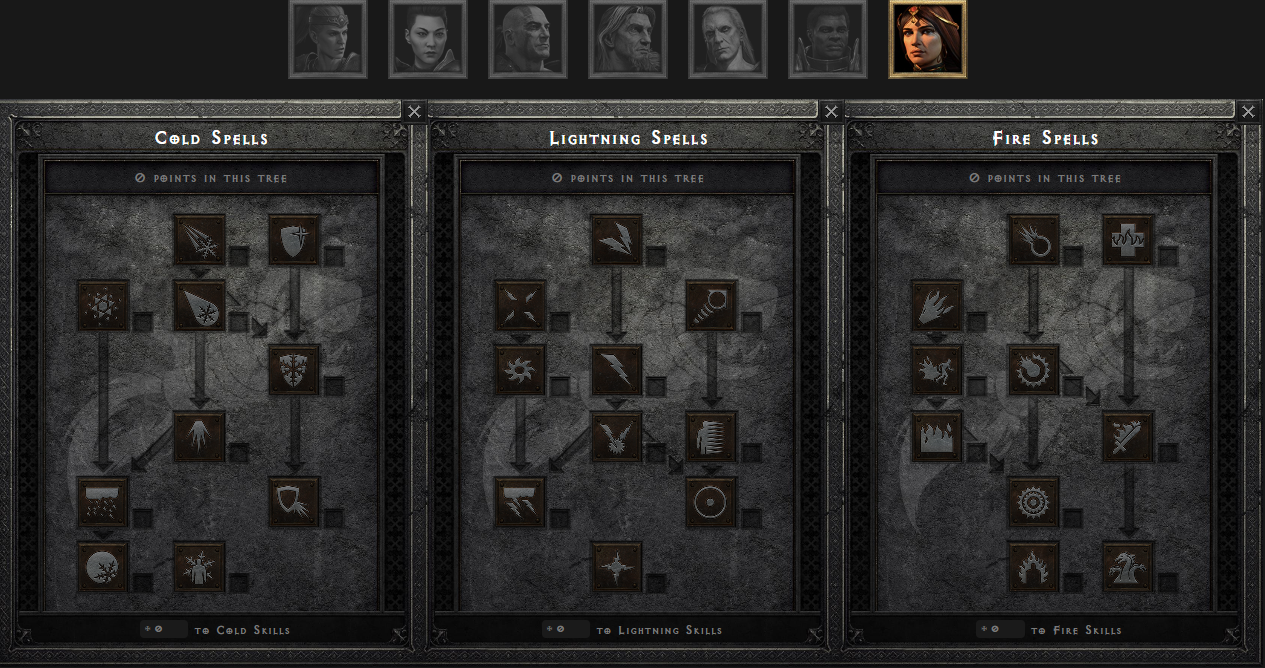 Cold Spells
Lightning Spells
Fire Spells
0 points in this tree
0 points in this tree
0 points in this tree
+ 0 to Cold Skills
+ 0 to Lightning Skills
+ 0 to Fire Skills